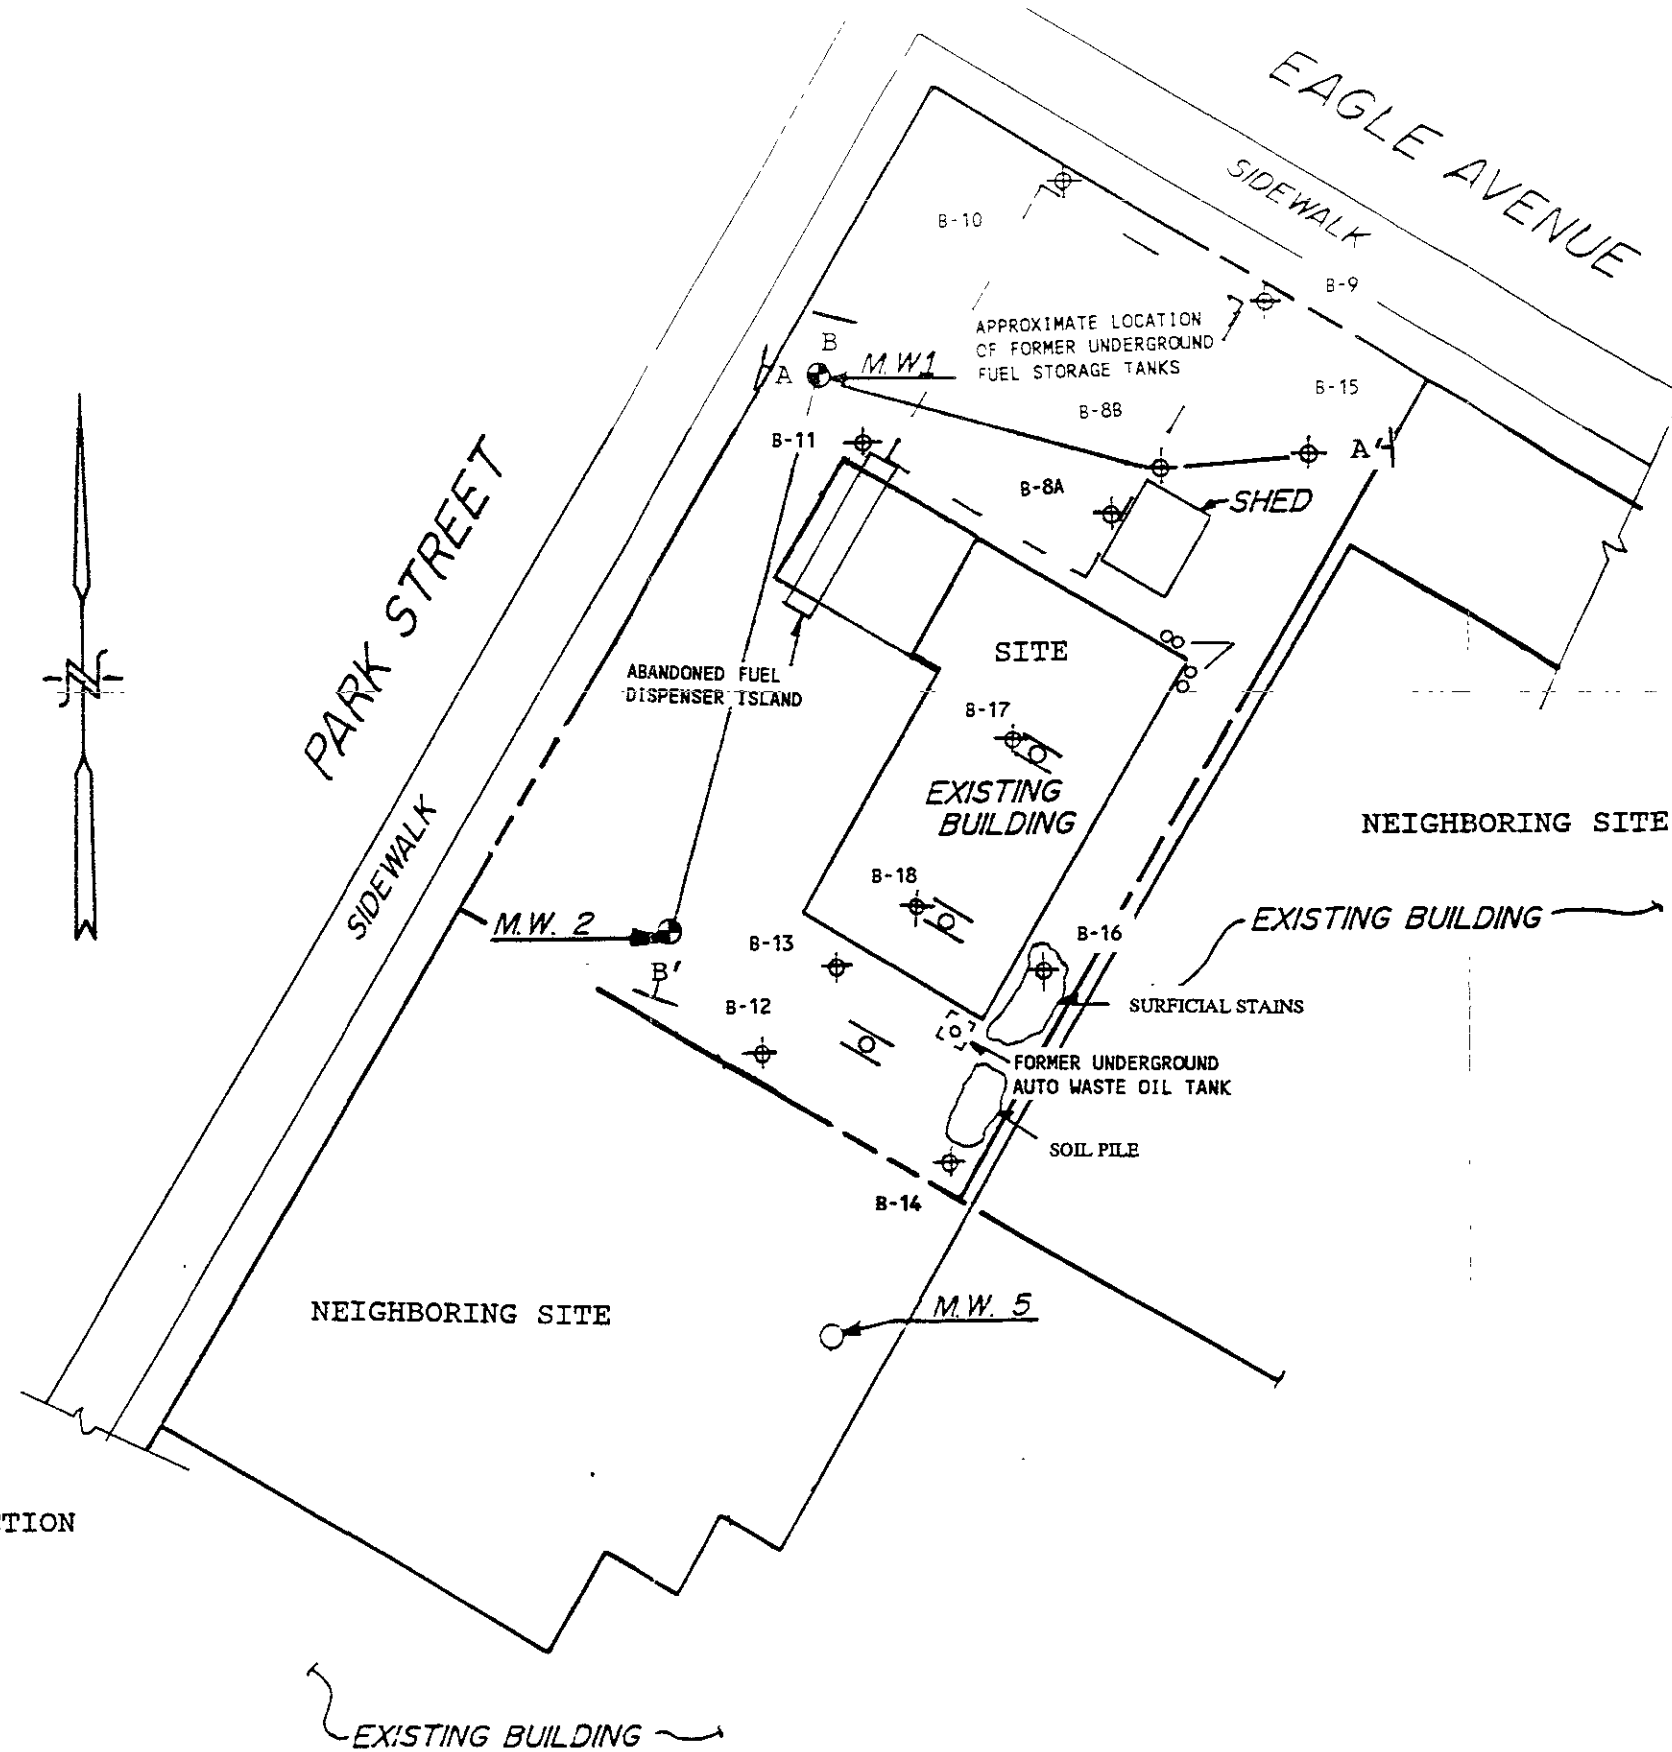 EAGLE AVENUE
SIDEWALK
B-10
B-9
APPROXIMATE LOCATION
OF FORMER UNDERGROUND
FUEL STORAGE TANKS
B
A
M.W1
B-15
B-8B
B-11
A'
B-8A
SHED
PARK STREET
SITE
ABANDONED FUEL
DISPENSER ISLAND
B-17
EXISTING
BUILDING
NEIGHBORING SITE
SIDEWALK
B-18
M.W. 2
B-13
B-16
EXISTING BUILDING
B'
B-12
SURFICIAL STAINS
FORMER UNDERGROUND
AUTO WASTE OIL TANK
SOIL PILE
B-14
NEIGHBORING SITE
M.W. 5
TION
EXISTING BUILDING